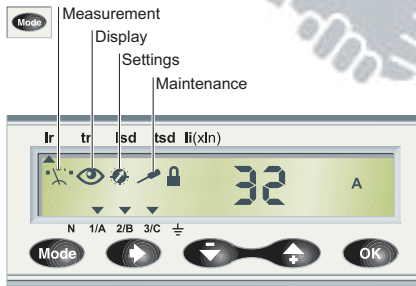 Mode
Measurement
Display
Settings
Maintenance
Ir tr Isd tsd Ii(xIn)
32 A
N 1/A 2/B 3/C
Mode - + OK